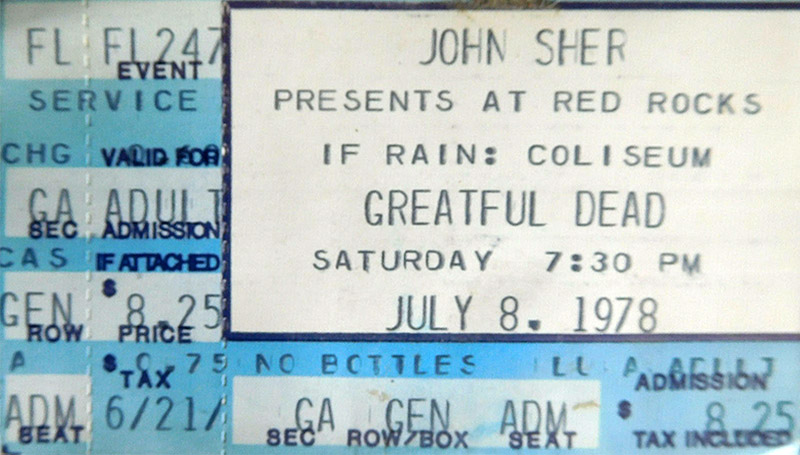 FL FL247
EVENT
SERVICE
CHG VALID FOR
GA ADULT
SEC ADMISSION
CAS IF ATTACHED
GEN $ 8.25
ROW PRICE
A $ 0.75
TAX
ADM 6/21/
SEAT
JOHN SHER
PRESENTS AT RED ROCKS
IF RAIN: COLISEUM
GREATFUL DEAD
SATURDAY 7:30 PM
JULY 8. 1978
NO BOTTLES
ADMISSION
GA GEN ADM $ 8.25
SEC ROW/BOX SEAT TAX INCLUDED